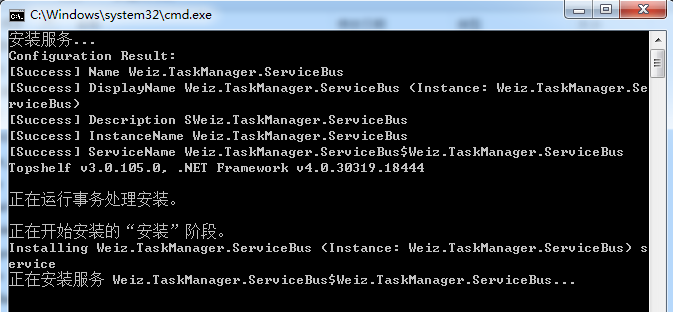 C:\Windows\system32\cmd.exe
安装服务...
Configuration Result:
[Success] Name Weiz.TaskManager.ServiceBus
[Success] DisplayName Weiz.TaskManager.ServiceBus (Instance: Weiz.TaskManager.Se
rviceBus)
[Success] Description SWeiz.TaskManager.ServiceBus
[Success] InstanceName Weiz.TaskManager.ServiceBus
[Success] ServiceName Weiz.TaskManager.ServiceBus$Weiz.TaskManager.ServiceBus
Topshelf v3.0.105.0, .NET Framework v4.0.30319.18444
正在运行事务处理安装。
正在开始安装的“安装”阶段。
Installing Weiz.TaskManager.ServiceBus (Instance: Weiz.TaskManager.ServiceBus) s
ervice
正在安装服务 Weiz.TaskManager.ServiceBus$Weiz.TaskManager.ServiceBus...